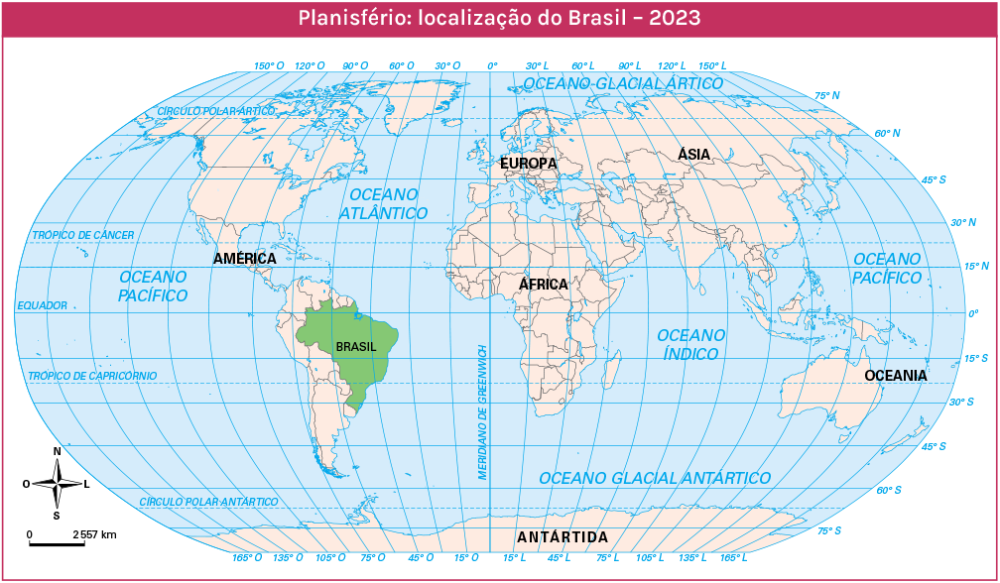 Planisfério: localização do Brasil – 2023
150° O 120° O 90° O 60° O 30° O 0° 30° L 60° L 90° L 120° L 150° L
OCEANO GLACIAL ÁRTICO
75° N
CÍRCULO POLAR ÁRTICO
60° N
EUROPA
ÁSIA
45° S
OCEANO
ATLÂNTICO
30° N
TRÓPICO DE CÂNCER
AMÉRICA
OCEANO
PACÍFICO
15° N
OCEANO
PACÍFICO
ÁFRICA
EQUADOR
0°
BRASIL
OCEANO
ÍNDICO
15° S
TRÓPICO DE CAPRICÓRNIO
OCEANIA
MERIDIANO DE GREENWICH
30° S
45° S
N
O L
S
OCEANO GLACIAL ANTÁRTICO
60° S
CÍRCULO POLAR ANTÁRTICO
75° S
0 2 557 km
ANTÁRTIDA
165° O 135° O 105° O 75° O 45° O 15° O 15° L 45° L 75° L 105° L 135° L 165° L